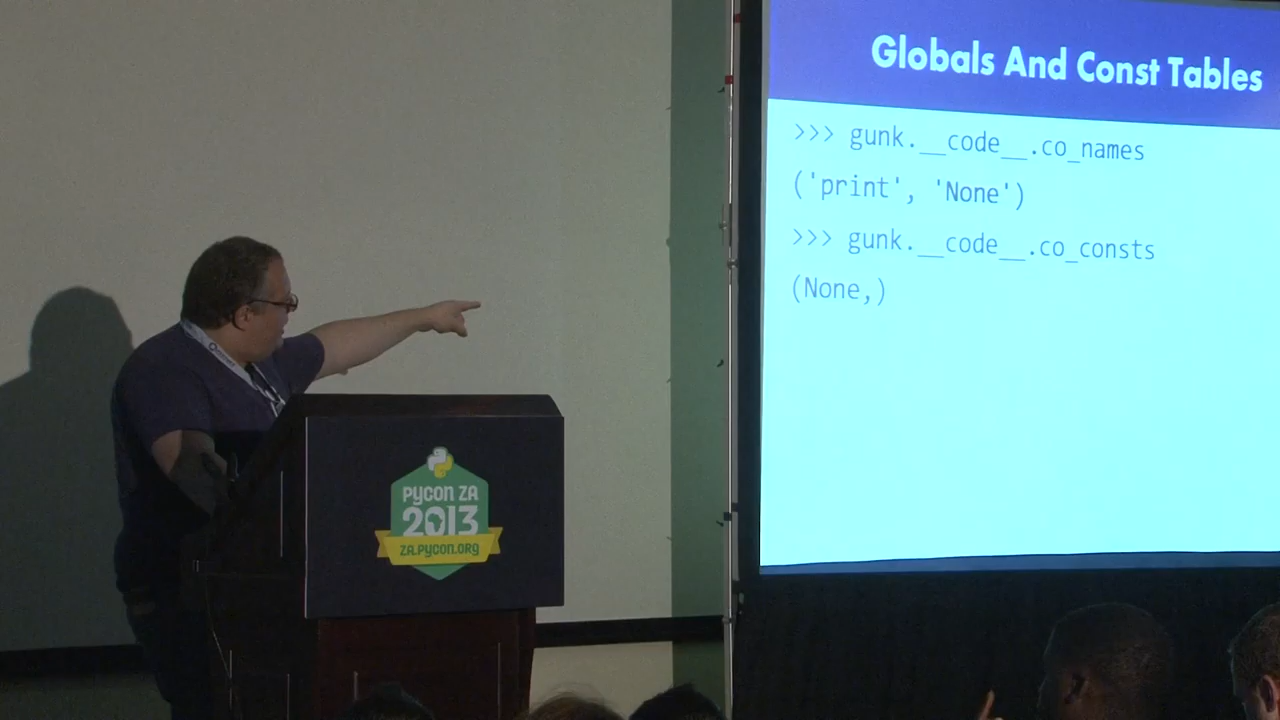 Globals And Const Tables
>>> gunk.__code__.co_names
('print', 'None')
>>> gunk.__code__.co_consts
(None,)
PYCON ZA
2013
ZA.PYCON.ORG